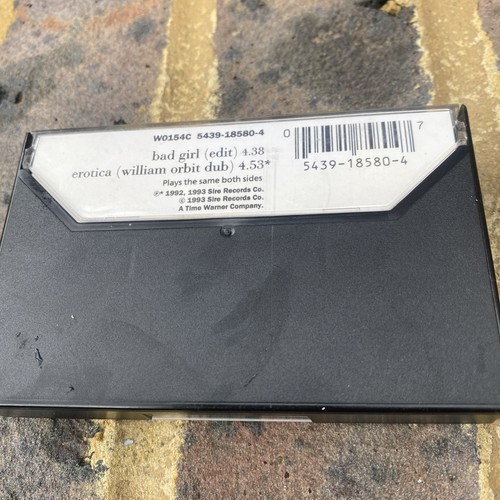 W0154C 5439-18580-4
bad girl (edit) 4.38
erotica (william orbit dub) 4.53*
Plays the same both sides
℗* 1992, 1993 Sire Records Co.
© 1993 Sire Records Co.
A Time Warner Company.
0 7
5439-18580-4